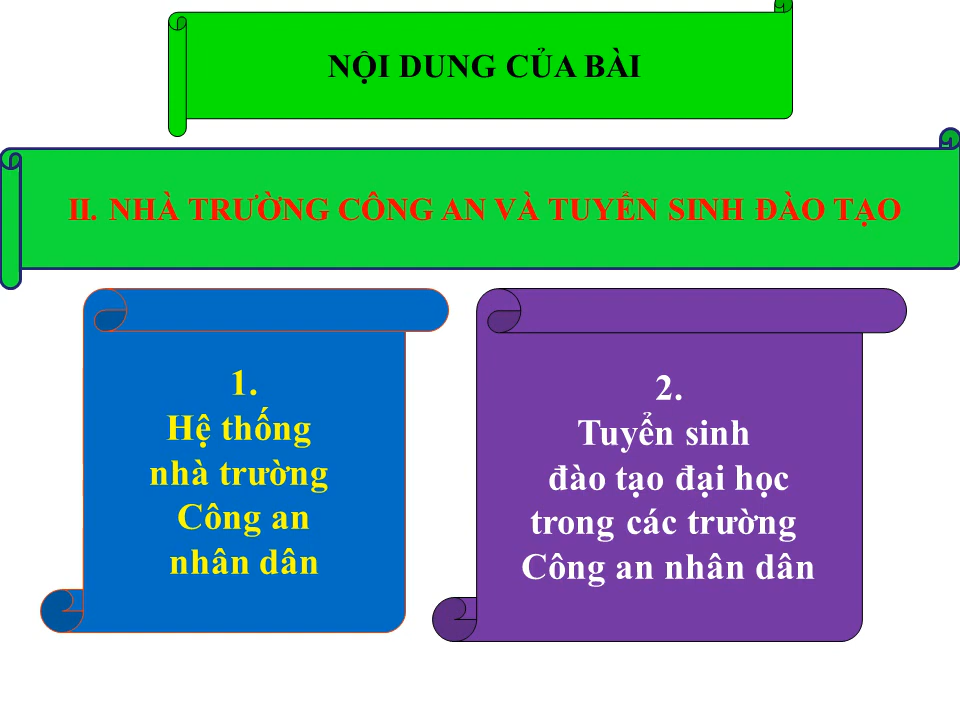 NỘI DUNG CỦA BÀI
II. NHÀ TRƯỜNG CÔNG AN VÀ TUYỂN SINH ĐÀO TẠO
1.
Hệ thống
nhà trường
Công an
nhân dân
2.
Tuyển sinh
đào tạo đại học
trong các trường
Công an nhân dân